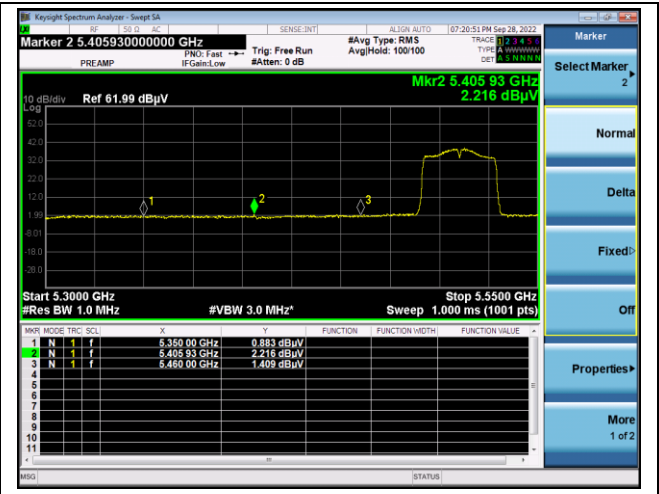 Keysight Spectrum Analyzer - Swept SA
RF 50 Ω AC SENSE:INT ALIGN AUTO 07:20:51 PM Sep 28, 2022
Marker 2 5.405930000000 GHz
PREAMP
PNO: Fast
IFGain:Low
Trig: Free Run
#Atten: 0 dB
#Avg Type: RMS
Avg|Hold: 100/100
TRACE 1 2 3 4 5 6
TYPE A WWWWW
DET A S N N N N
Mkr2 5.405 93 GHz
2.216 dBµV
10 dB/div Ref 61.99 dBµV
Log
52.0
42.0
32.0
22.0
12.0
1.99
-8.01
-18.0
-28.0
1
2
3
Start 5.3000 GHz Stop 5.5500 GHz
#Res BW 1.0 MHz #VBW 3.0 MHz* Sweep 1.000 ms (1001 pts)
MKR MODE TRC SCL X Y FUNCTION FUNCTION WIDTH FUNCTION VALUE
1 N 1 f 5.350 00 GHz 0.883 dBµV
2 N 1 f 5.405 93 GHz 2.216 dBµV
3 N 1 f 5.460 00 GHz 1.409 dBµV
4
5
6
7
8
9
10
11
MSG STATUS
Marker
Select Marker
2
Normal
Delta
Fixed
Off
Properties
More
1 of 2